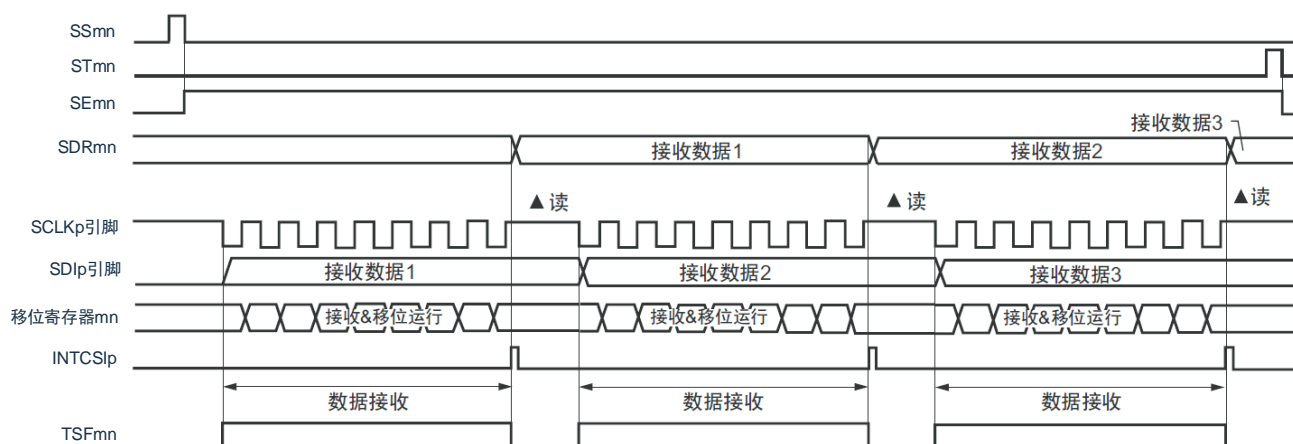 SSmn
STmn
SEmn
接收数据3
SDRmn
接收数据1
接收数据2
▲读
▲读
▲读
SCLKp引脚
SDIp引脚
接收数据1
接收数据2
接收数据3
移位寄存器mn
接收&移位运行
接收&移位运行
接收&移位运行
INTCSIp
数据接收
数据接收
数据接收
TSFmn